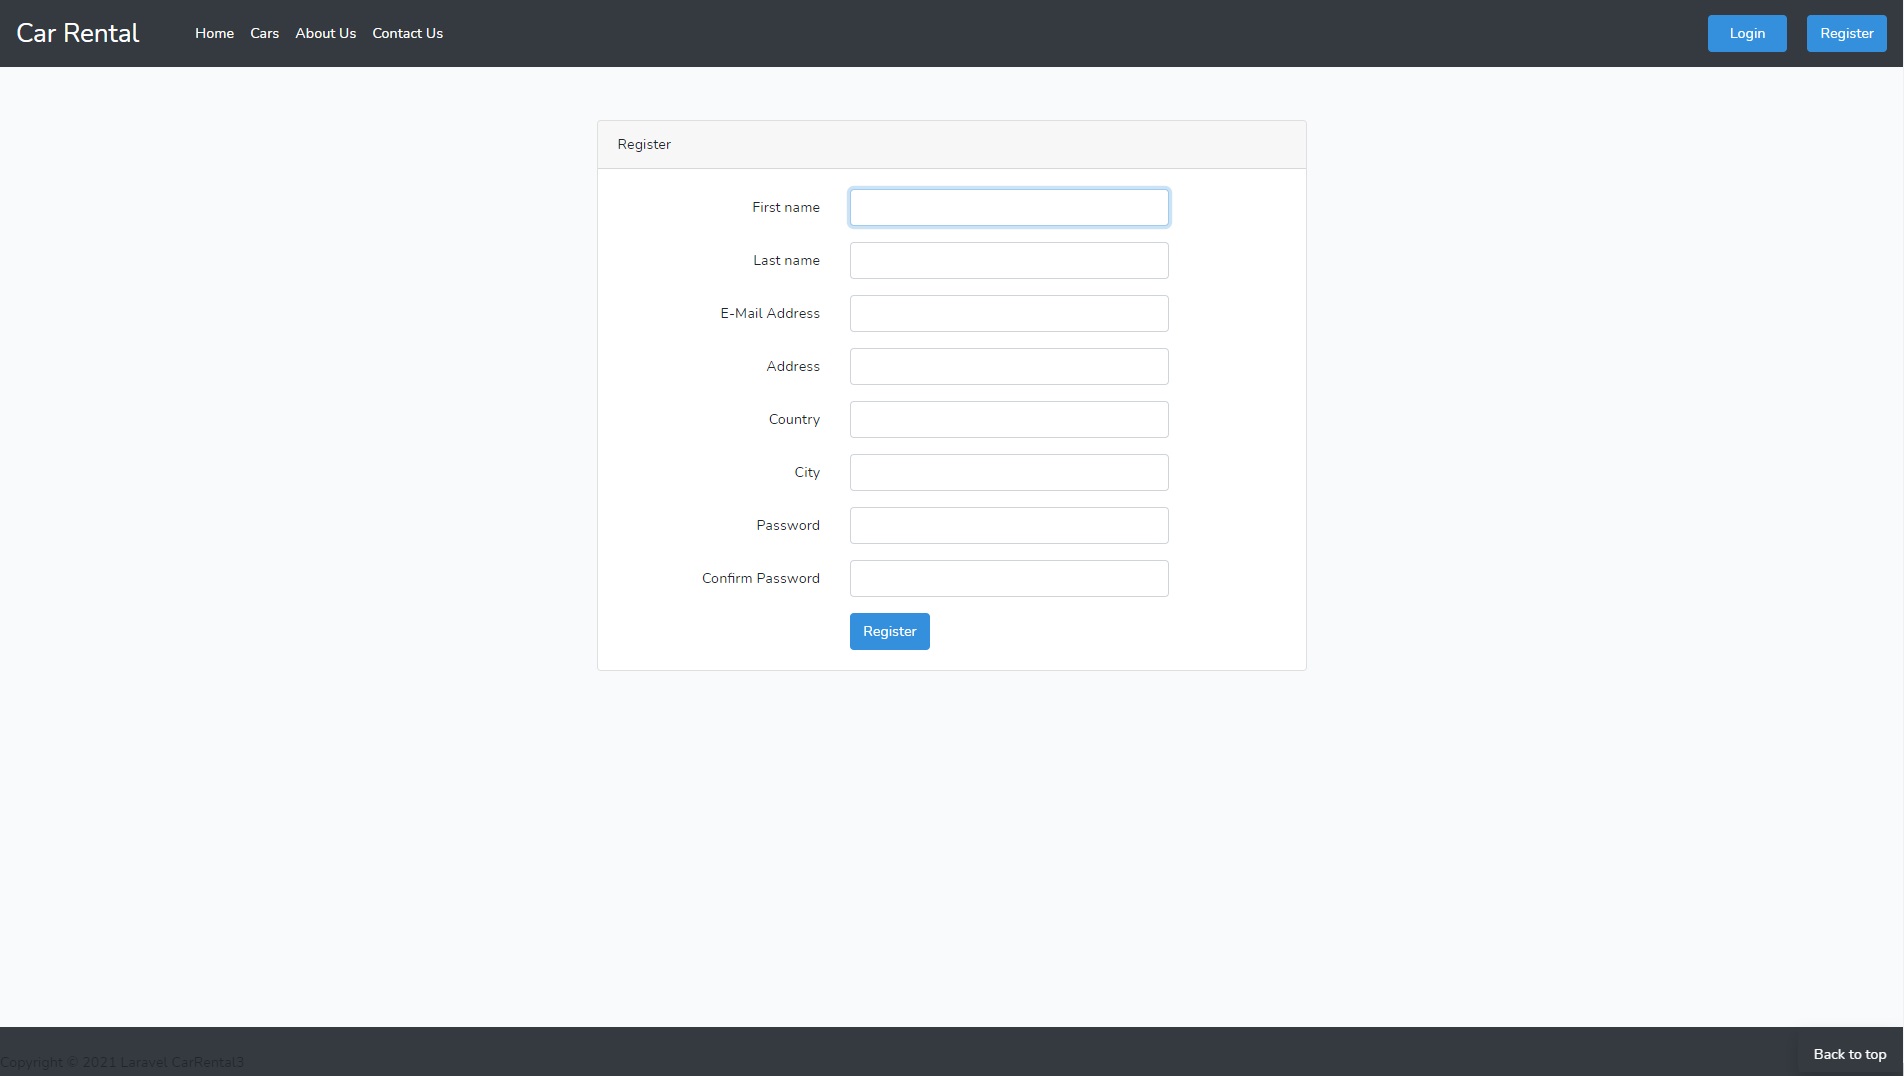 Car Rental Home Cars About Us Contact Us Login Register
Register
First name
Last name
E-Mail Address
Address
Country
City
Password
Confirm Password
Register
Copyright © 2021 Laravel CarRental3
Back to top